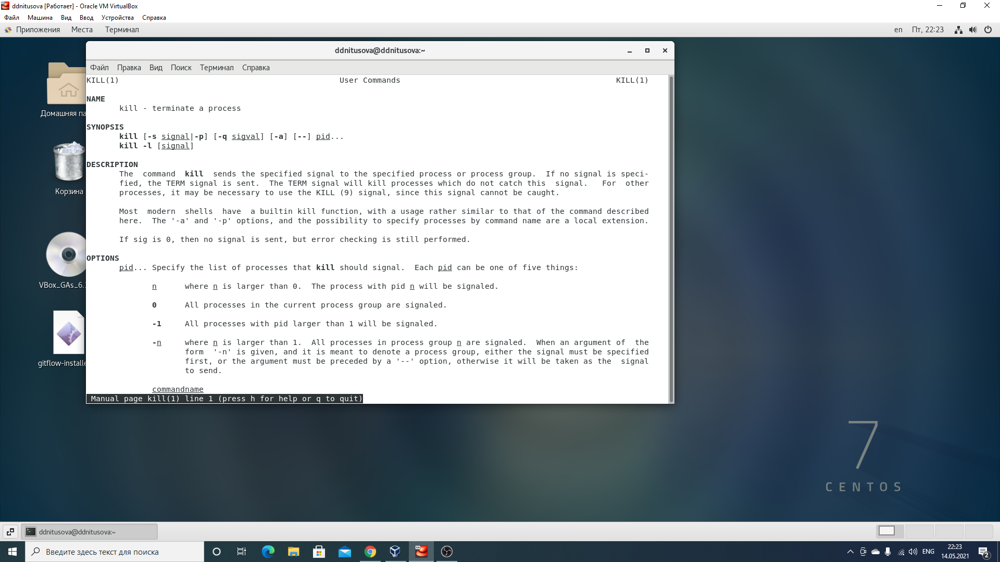 ddnitusova [Работает] - Oracle VM VirtualBox
Файл Машина Вид Ввод Устройства Справка
Приложения Места Терминал en Пт, 22:23
ddnitusova@ddnitusova:~
Файл Правка Вид Поиск Терминал Справка
KILL(1) User Commands KILL(1)
NAME
kill - terminate a process
SYNOPSIS
kill [-s signal|-p] [-q sigval] [-a] [--] pid...
kill -l [signal]
DESCRIPTION
The command kill sends the specified signal to the specified process or process group. If no signal is speci-
fied, the TERM signal is sent. The TERM signal will kill processes which do not catch this signal. For other
processes, it may be necessary to use the KILL (9) signal, since this signal cannot be caught.
Most modern shells have a builtin kill function, with a usage rather similar to that of the command described
here. The '-a' and '-p' options, and the possibility to specify processes by command name are a local extension.
If sig is 0, then no signal is sent, but error checking is still performed.
OPTIONS
pid... Specify the list of processes that kill should signal. Each pid can be one of five things:
n where n is larger than 0. The process with pid n will be signaled.
0 All processes in the current process group are signaled.
-1 All processes with pid larger than 1 will be signaled.
-n where n is larger than 1. All processes in process group n are signaled. When an argument of the
form '-n' is given, and it is meant to denote a process group, either the signal must be specified
first, or the argument must be preceded by a '--' option, otherwise it will be taken as the signal
to send.
commandname
Manual page kill(1) line 1 (press h for help or q to quit)
Домашняя па
Корзина
VBox_GAs_6.
gitflow-installe
7
CENTOS
ddnitusova@ddnitusova:~
Введите здесь текст для поиска
64
ENG
22:23
14.05.2021
2